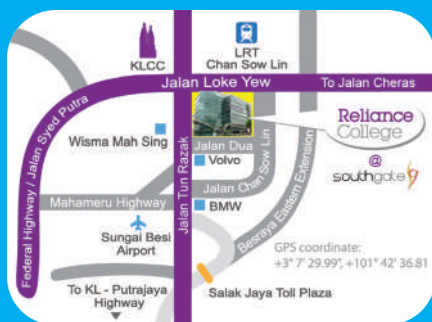 KLCC
LRT
Chan Sow Lin
Jalan Loke Yew
To Jalan Cheras
Federal Highway / Jalan Syed Putra
Wisma Mah Sing
Jalan Tun Razak
Jalan Dua
Volvo
Jalan Chan Sow Lin
Reliance
College
@
southgate
Mahameru Highway
BMW
Besraya Eastern Extension
Sungai Besi
Airport
GPS coordinate:
+3° 7' 29.99", +101° 42' 36.81
To KL - Putrajaya
Highway
Salak Jaya Toll Plaza